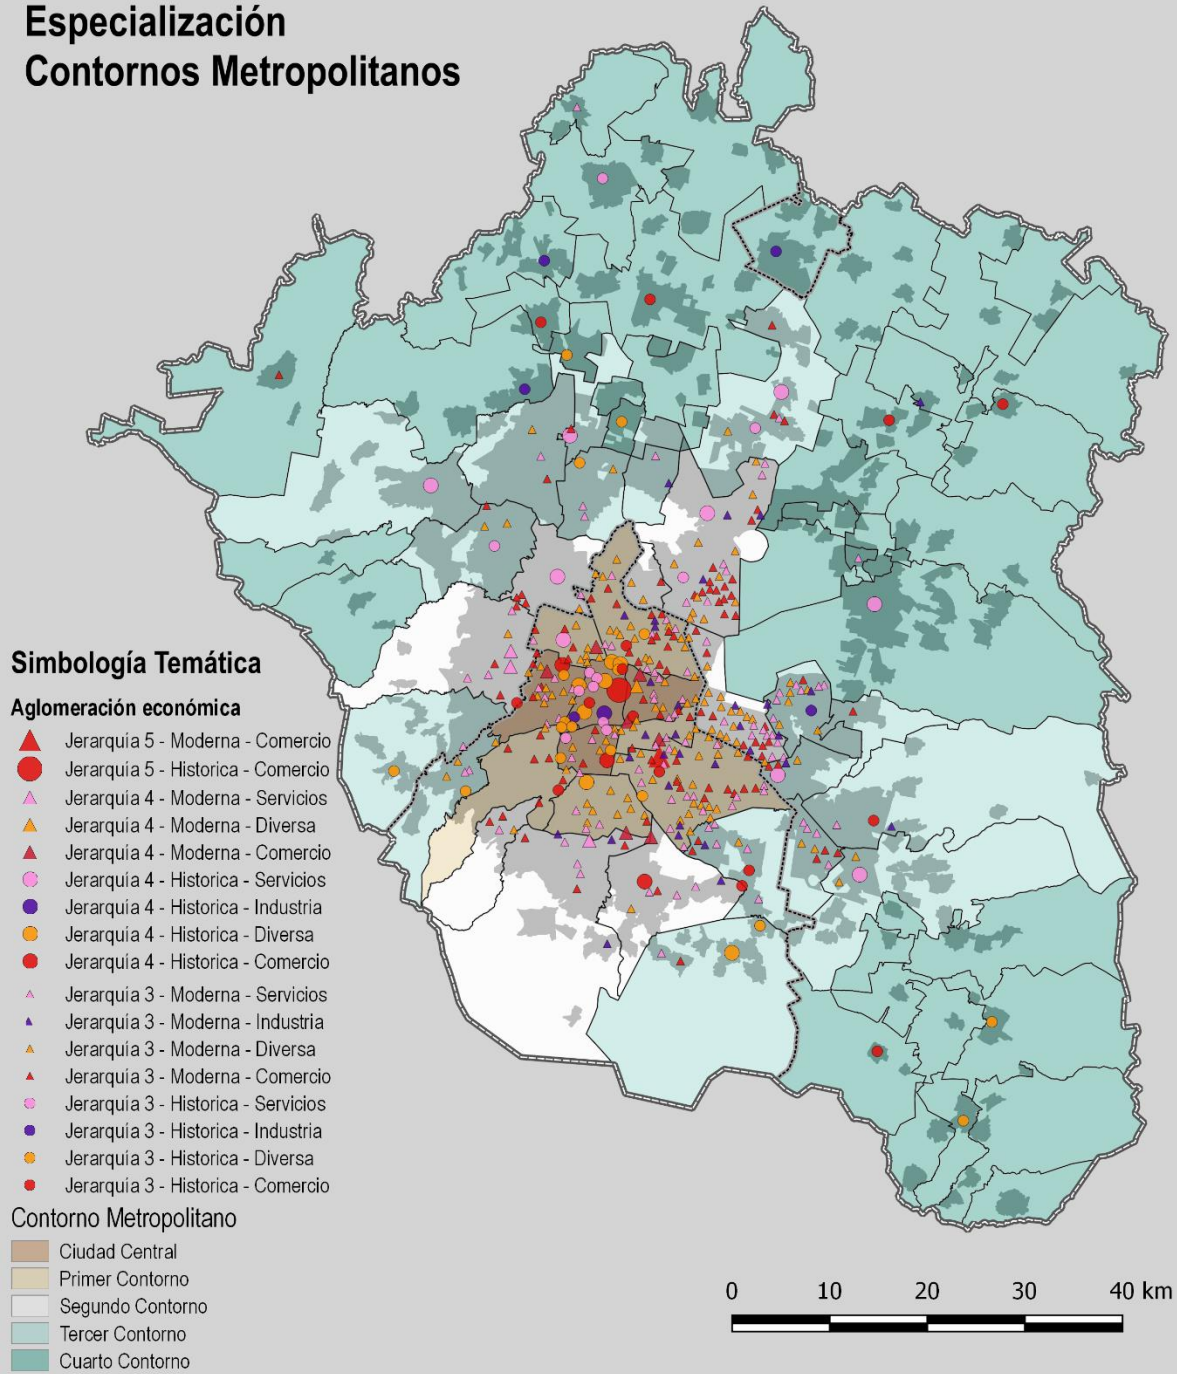 Especialización
Contornos Metropolitanos
Simbología Temática
Aglomeración económica
Jerarquia 5 - Moderna - Comercio
Jerarquia 5 - Historica - Comercio
Jerarquia 4 - Moderna - Servicios
Jerarquia 4 - Moderna - Diversa
Jerarquia 4 - Moderna - Comercio
Jerarquia 4 - Historica - Servicios
Jerarquia 4 - Historica - Industria
Jerarquia 4 - Historica - Diversa
Jerarquia 4 - Historica - Comercio
Jerarquia 3 - Moderna - Servicios
Jerarquia 3 - Moderna - Industria
Jerarquia 3 - Moderna - Diversa
Jerarquia 3 - Moderna - Comercio
Jerarquia 3 - Historica - Servicios
Jerarquia 3 - Historica - Industria
Jerarquia 3 - Historica - Diversa
Jerarquia 3 - Historica - Comercio
Contorno Metropolitano
Ciudad Central
Primer Contorno
Segundo Contorno
Tercer Contorno
Cuarto Contorno
0 10 20 30 40 km